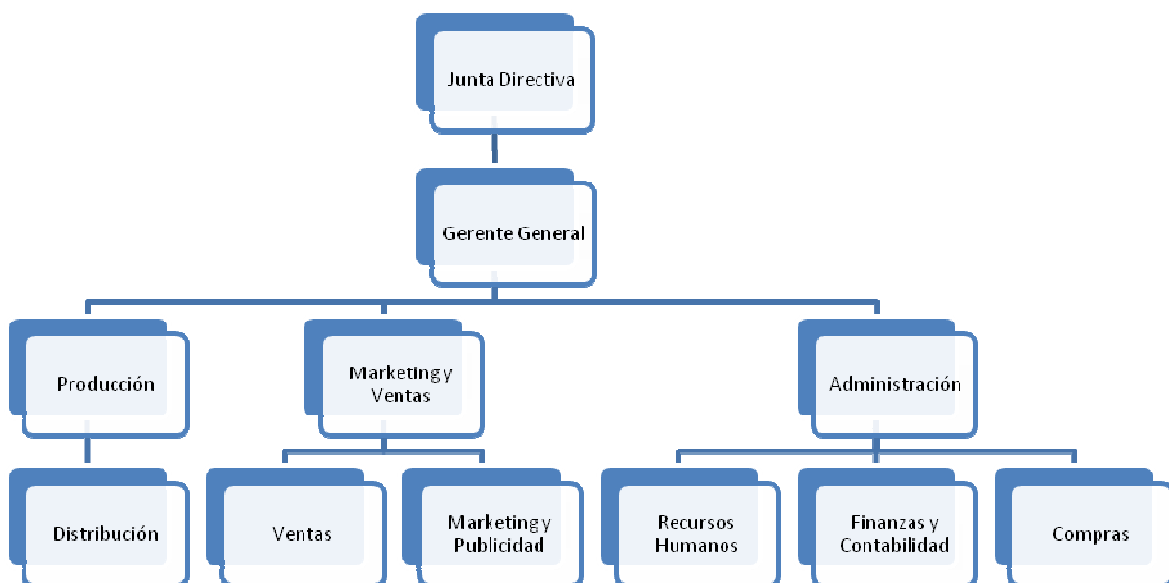 Junta Directiva
Gerente General
Producción
Marketing y
Ventas
Administración
Distribución
Ventas
Marketing y
Publicidad
Recursos
Humanos
Finanzas y
Contabilidad
Compras